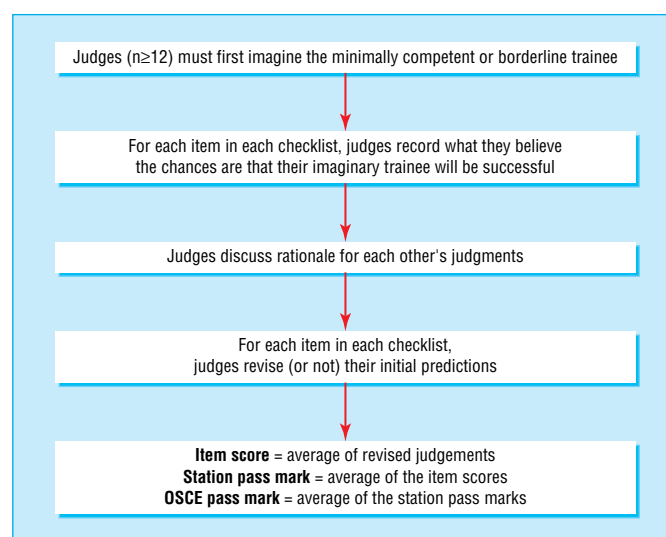 Judges (n≥12) must first imagine the minimally competent or borderline trainee
For each item in each checklist, judges record what they believe
the chances are that their imaginary trainee will be successful
Judges discuss rationale for each other's judgments
For each item in each checklist,
judges revise (or not) their initial predictions
Item score = average of revised judgements
Station pass mark = average of the item scores
OSCE pass mark = average of the station pass marks